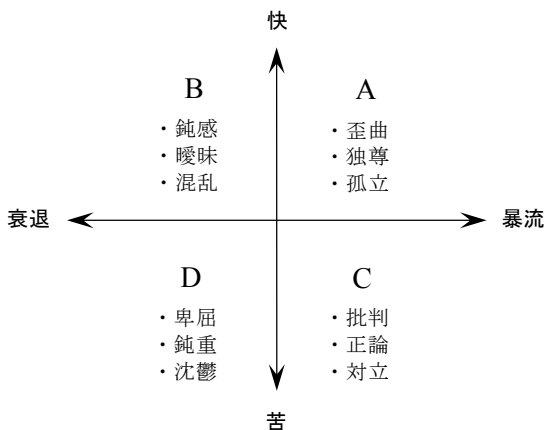 快
B
・鈍感
・曖昧
・混乱
A
・歪曲
・独尊
・孤立
衰退
暴流
D
・卑屈
・鈍重
・沈鬱
C
・批判
・正論
・対立
苦